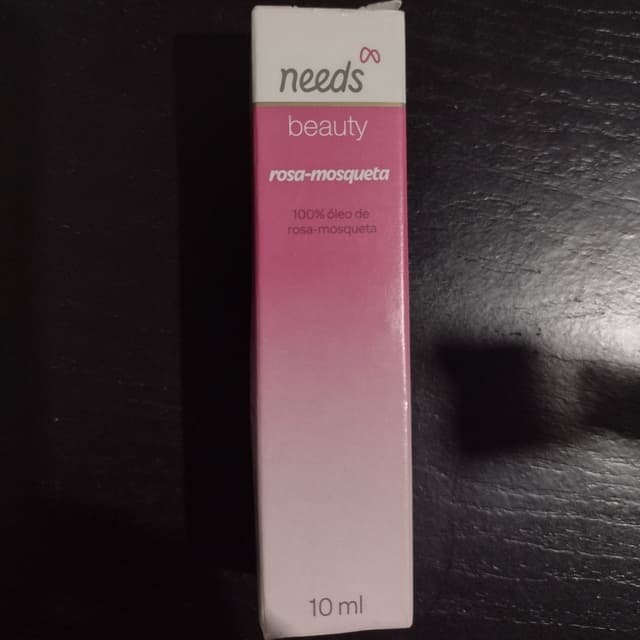 needs
beauty
rosa-mosqueta
100% óleo de
rosa-mosqueta
10 ml